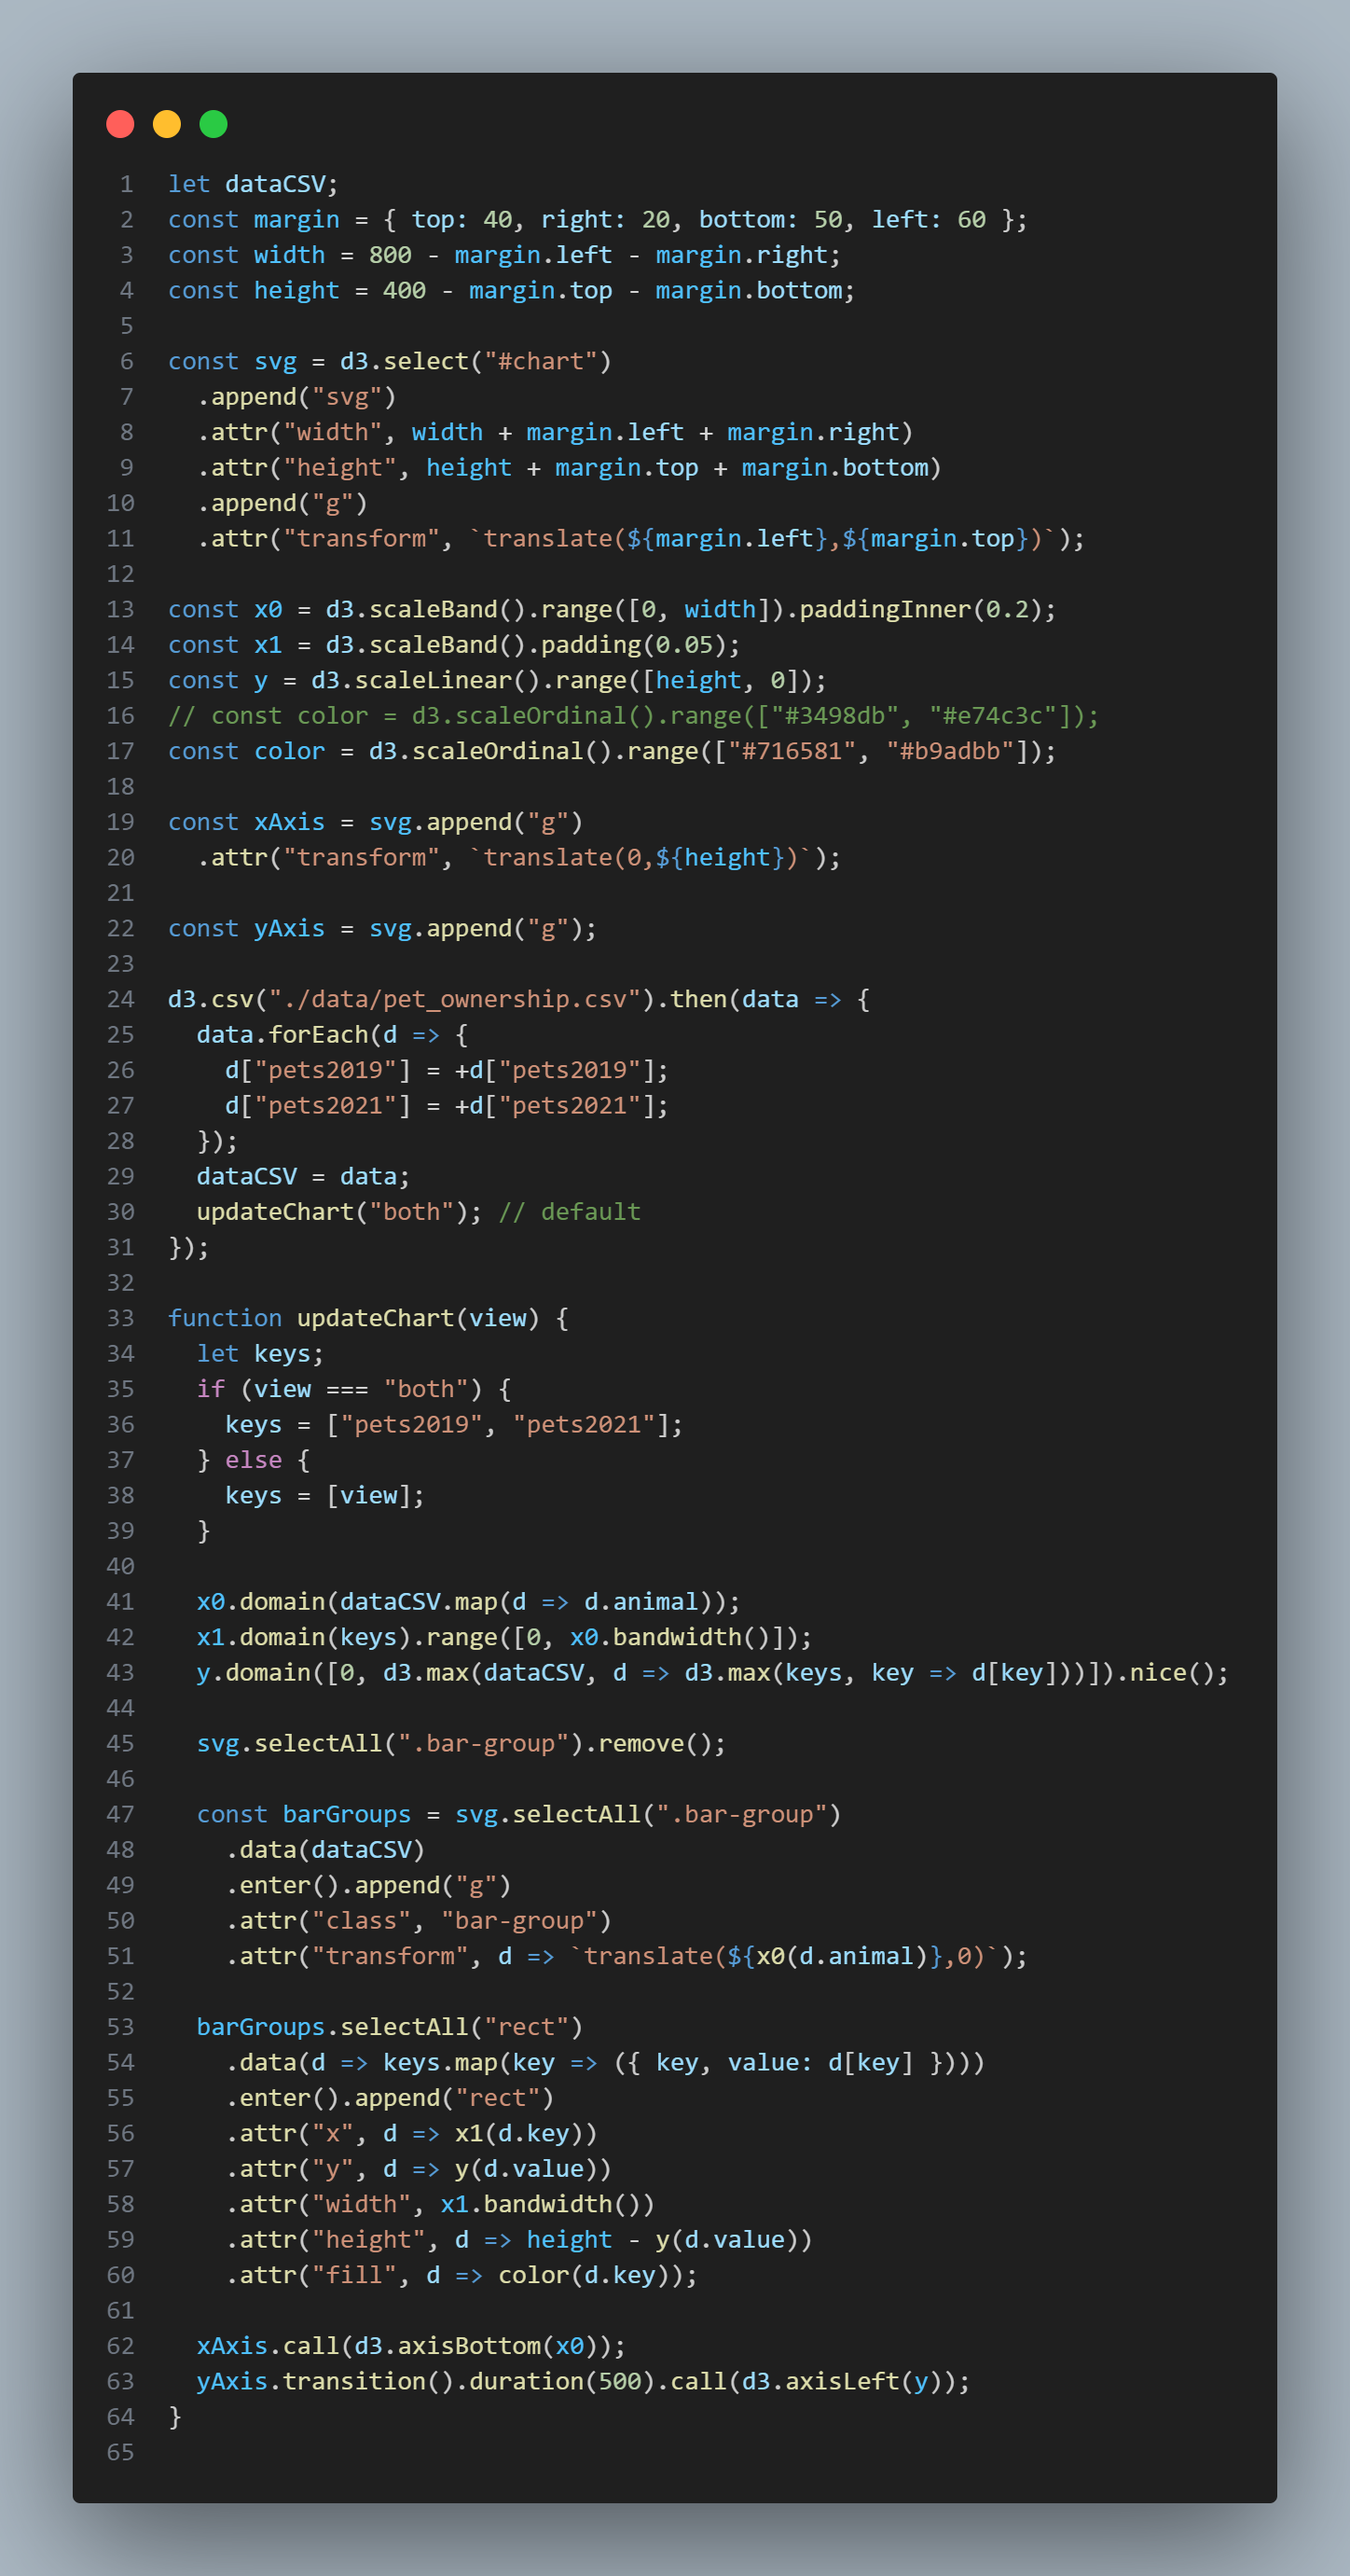 1 let dataCSV;
2 const margin = { top: 40, right: 20, bottom: 50, left: 60 };
3 const width = 800 - margin.left - margin.right;
4 const height = 400 - margin.top - margin.bottom;
5
6 const svg = d3.select("#chart")
7   .append("svg")
8   .attr("width", width + margin.left + margin.right)
9   .attr("height", height + margin.top + margin.bottom)
10   .append("g")
11   .attr("transform", `translate(${margin.left},${margin.top})`);
12
13 const x0 = d3.scaleBand().range([0, width]).paddingInner(0.2);
14 const x1 = d3.scaleBand().padding(0.05);
15 const y = d3.scaleLinear().range([height, 0]);
16 // const color = d3.scaleOrdinal().range(["#3498db", "#e74c3c"]);
17 const color = d3.scaleOrdinal().range(["#716581", "#b9adbb"]);
18
19 const xAxis = svg.append("g")
20   .attr("transform", `translate(0,${height})`);
21
22 const yAxis = svg.append("g");
23
24 d3.csv("./data/pet_ownership.csv").then(data => {
25   data.forEach(d => {
26     d["pets2019"] = +d["pets2019"];
27     d["pets2021"] = +d["pets2021"];
28   });
29   dataCSV = data;
30   updateChart("both"); // default
31 });
32
33 function updateChart(view) {
34   let keys;
35   if (view === "both") {
36     keys = ["pets2019", "pets2021"];
37   } else {
38     keys = [view];
39   }
40
41   x0.domain(dataCSV.map(d => d.animal));
42   x1.domain(keys).range([0, x0.bandwidth()]);
43   y.domain([0, d3.max(dataCSV, d => d3.max(keys, key => d[key]))]).nice();
44
45   svg.selectAll(".bar-group").remove();
46
47   const barGroups = svg.selectAll(".bar-group")
48     .data(dataCSV)
49     .enter().append("g")
50     .attr("class", "bar-group")
51     .attr("transform", d => `translate(${x0(d.animal)},0)`);
52
53   barGroups.selectAll("rect")
54     .data(d => keys.map(key => ({ key, value: d[key] })))
55     .enter().append("rect")
56     .attr("x", d => x1(d.key))
57     .attr("y", d => y(d.value))
58     .attr("width", x1.bandwidth())
59     .attr("height", d => height - y(d.value))
60     .attr("fill", d => color(d.key));
61
62   xAxis.call(d3.axisBottom(x0));
63   yAxis.transition().duration(500).call(d3.axisLeft(y));
64 }
65